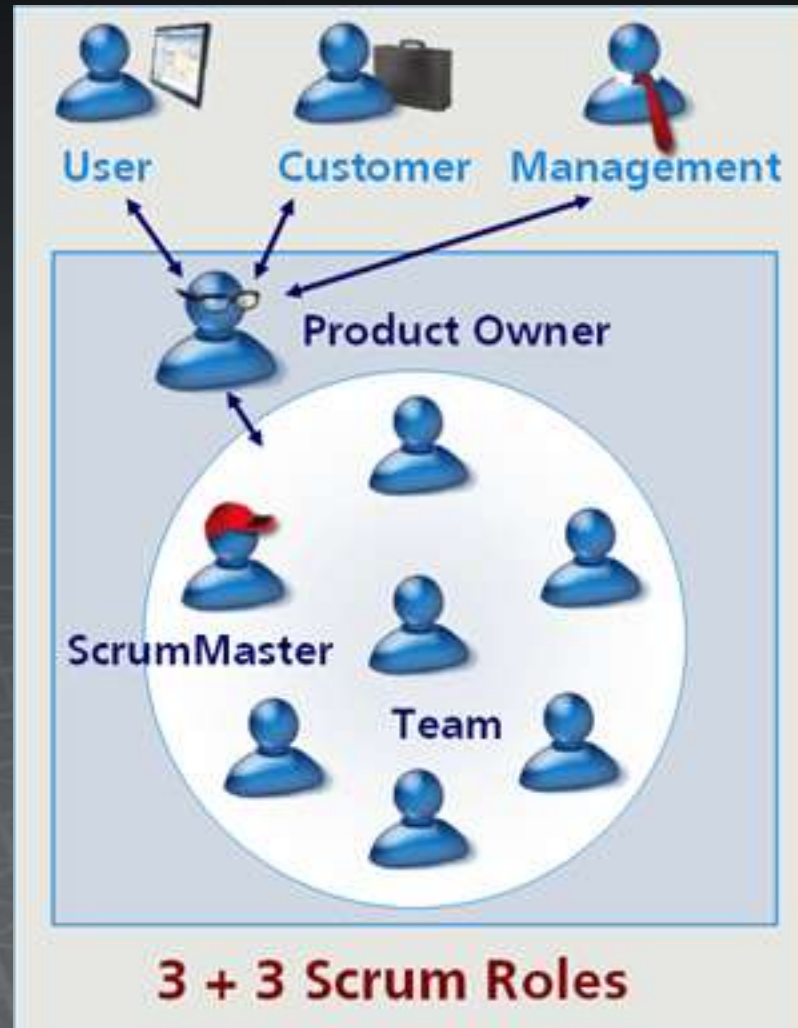 User Customer Management
Product Owner
ScrumMaster
Team
3 + 3 Scrum Roles